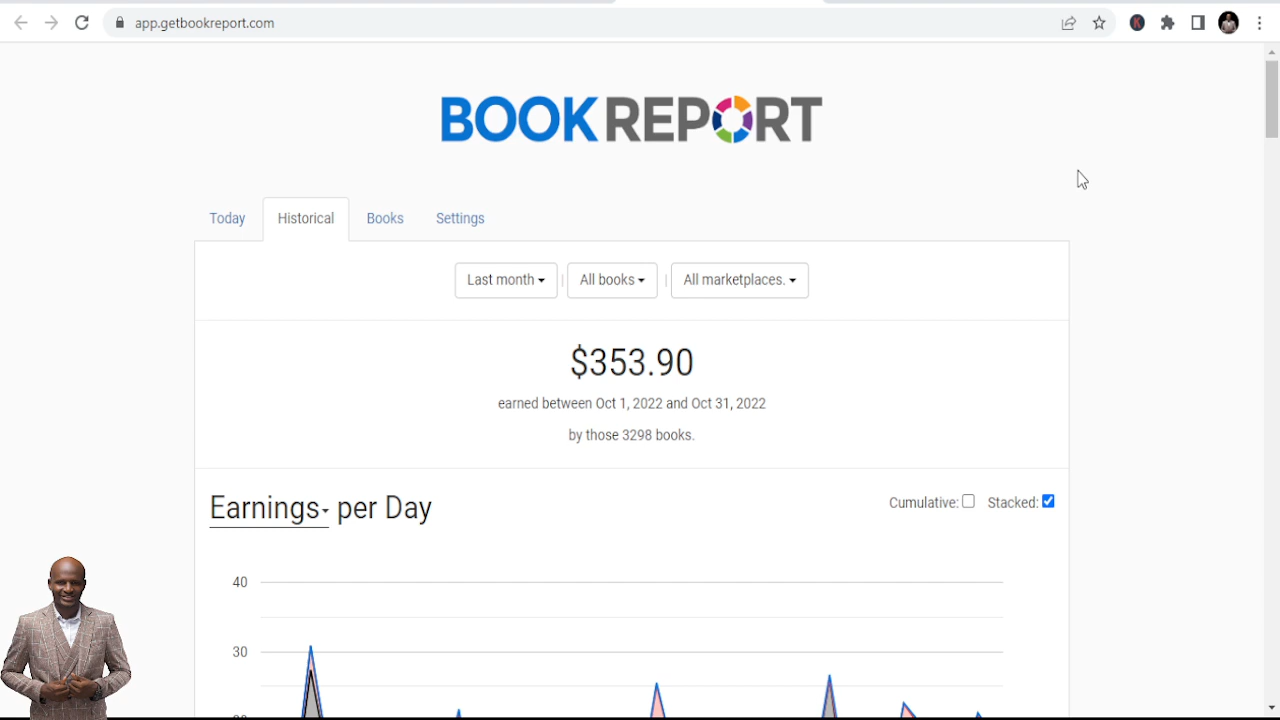 app.getbookreport.com
K
BOOKREPORT
Today Historical Books Settings
Last month | All books | All marketplaces.
$353.90
earned between Oct 1, 2022 and Oct 31, 2022
by those 3298 books.
Earnings per Day Cumulative: Stacked:
40
30